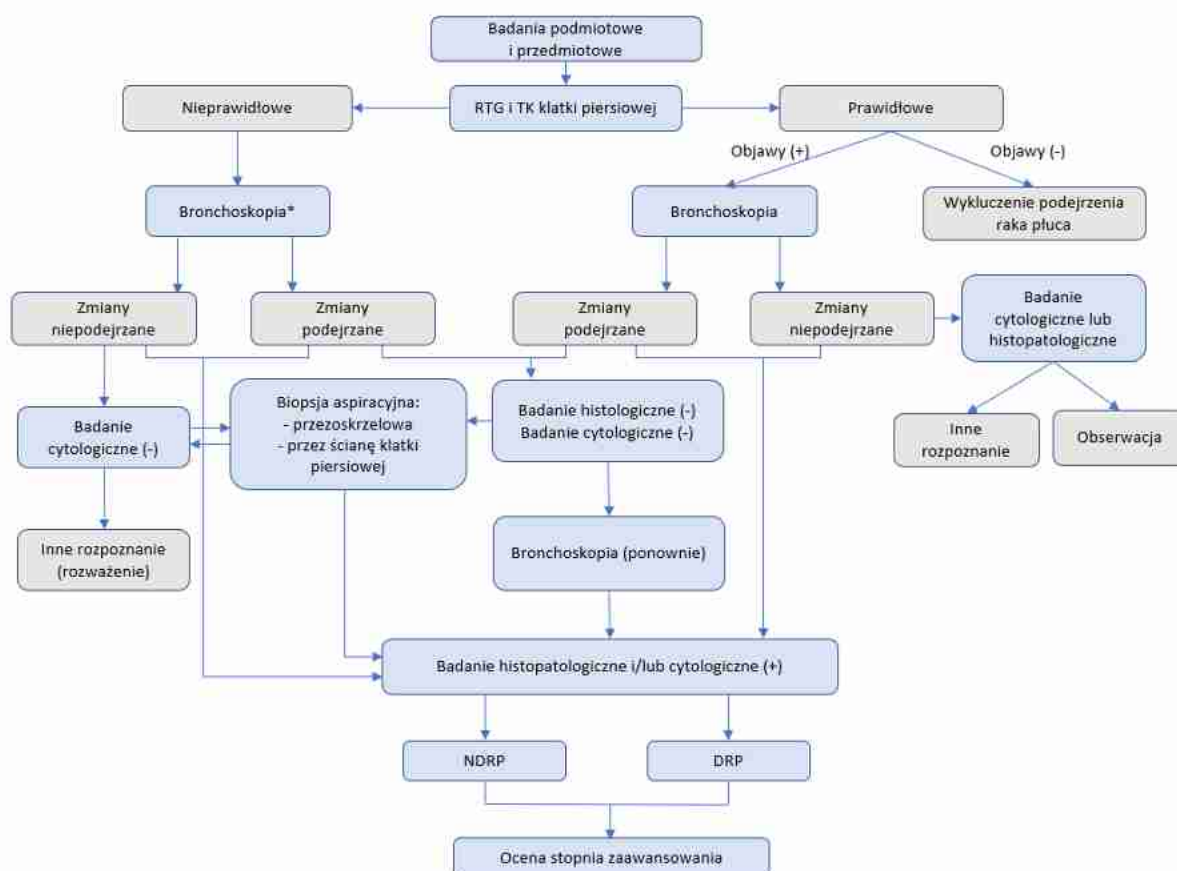 Badania podmiotowe
i przedmiotowe
Nieprawidłowe
RTG i TK klatki piersiowej
Prawidłowe
Objawy (+)
Objawy (-)
Bronchoskopia*
Bronchoskopia
Wykluczenie podejrzenia
raka płuca
Zmiany
niepodejrzane
Zmiany
podejrzane
Zmiany
podejrzane
Zmiany
niepodejrzane
Badanie
cytologiczne lub
histopatologiczne
Badanie
cytologiczne (-)
Biopsja aspiracyjna:
- przezoskrzelowa
- przez ścianę klatki
piersiowej
Badanie histologiczne (-)
Badanie cytologiczne (-)
Inne
rozpoznanie
Obserwacja
Inne rozpoznanie
(rozważenie)
Bronchoskopia (ponownie)
Badanie histopatologiczne i/lub cytologiczne (+)
NDRP
DRP
Ocena stopnia zaawansowania